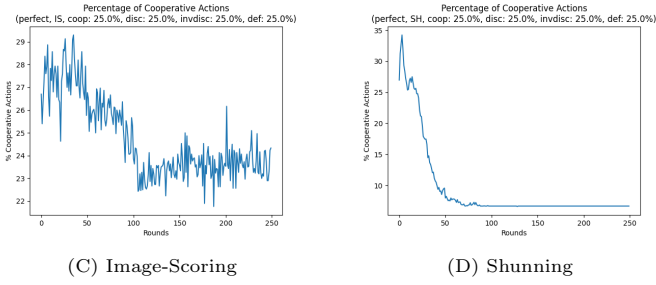 Percentage of Cooperative Actions
(perfect, IS, coop: 25.0%, disc: 25.0%, invdisc: 25.0%, def: 25.0%)
29
28
27
26
25
24
23
22
% Cooperative Actions
0
50
100
150
200
250
Rounds
(C) Image-Scoring
Percentage of Cooperative Actions
(perfect, SH, coop: 25.0%, disc: 25.0%, invdisc: 25.0%, def: 25.0%)
35
30
25
20
15
10
% Cooperative Actions
0
50
100
150
200
250
Rounds
(D) Shunning